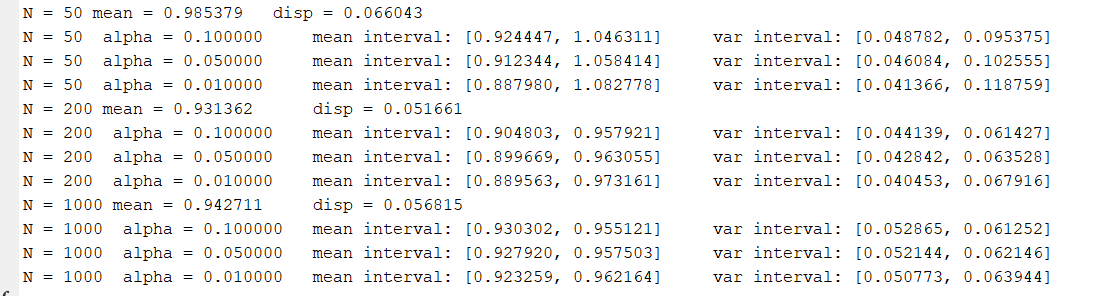 N = 50 mean = 0.985379   disp = 0.066043
N = 50  alpha = 0.100000     mean interval: [0.924447, 1.046311]     var interval: [0.048782, 0.095375]
N = 50  alpha = 0.050000     mean interval: [0.912344, 1.058414]     var interval: [0.046084, 0.102555]
N = 50  alpha = 0.010000     mean interval: [0.887980, 1.082778]     var interval: [0.041366, 0.118759]
N = 200 mean = 0.931362      disp = 0.051661
N = 200  alpha = 0.100000    mean interval: [0.904803, 0.957921]     var interval: [0.044139, 0.061427]
N = 200  alpha = 0.050000    mean interval: [0.899669, 0.963055]     var interval: [0.042842, 0.063528]
N = 200  alpha = 0.010000    mean interval: [0.889563, 0.973161]     var interval: [0.040453, 0.067916]
N = 1000 mean = 0.942711     disp = 0.056815
N = 1000  alpha = 0.100000   mean interval: [0.930302, 0.955121]     var interval: [0.052865, 0.061252]
N = 1000  alpha = 0.050000   mean interval: [0.927920, 0.957503]     var interval: [0.052144, 0.062146]
N = 1000  alpha = 0.010000   mean interval: [0.923259, 0.962164]     var interval: [0.050773, 0.063944]